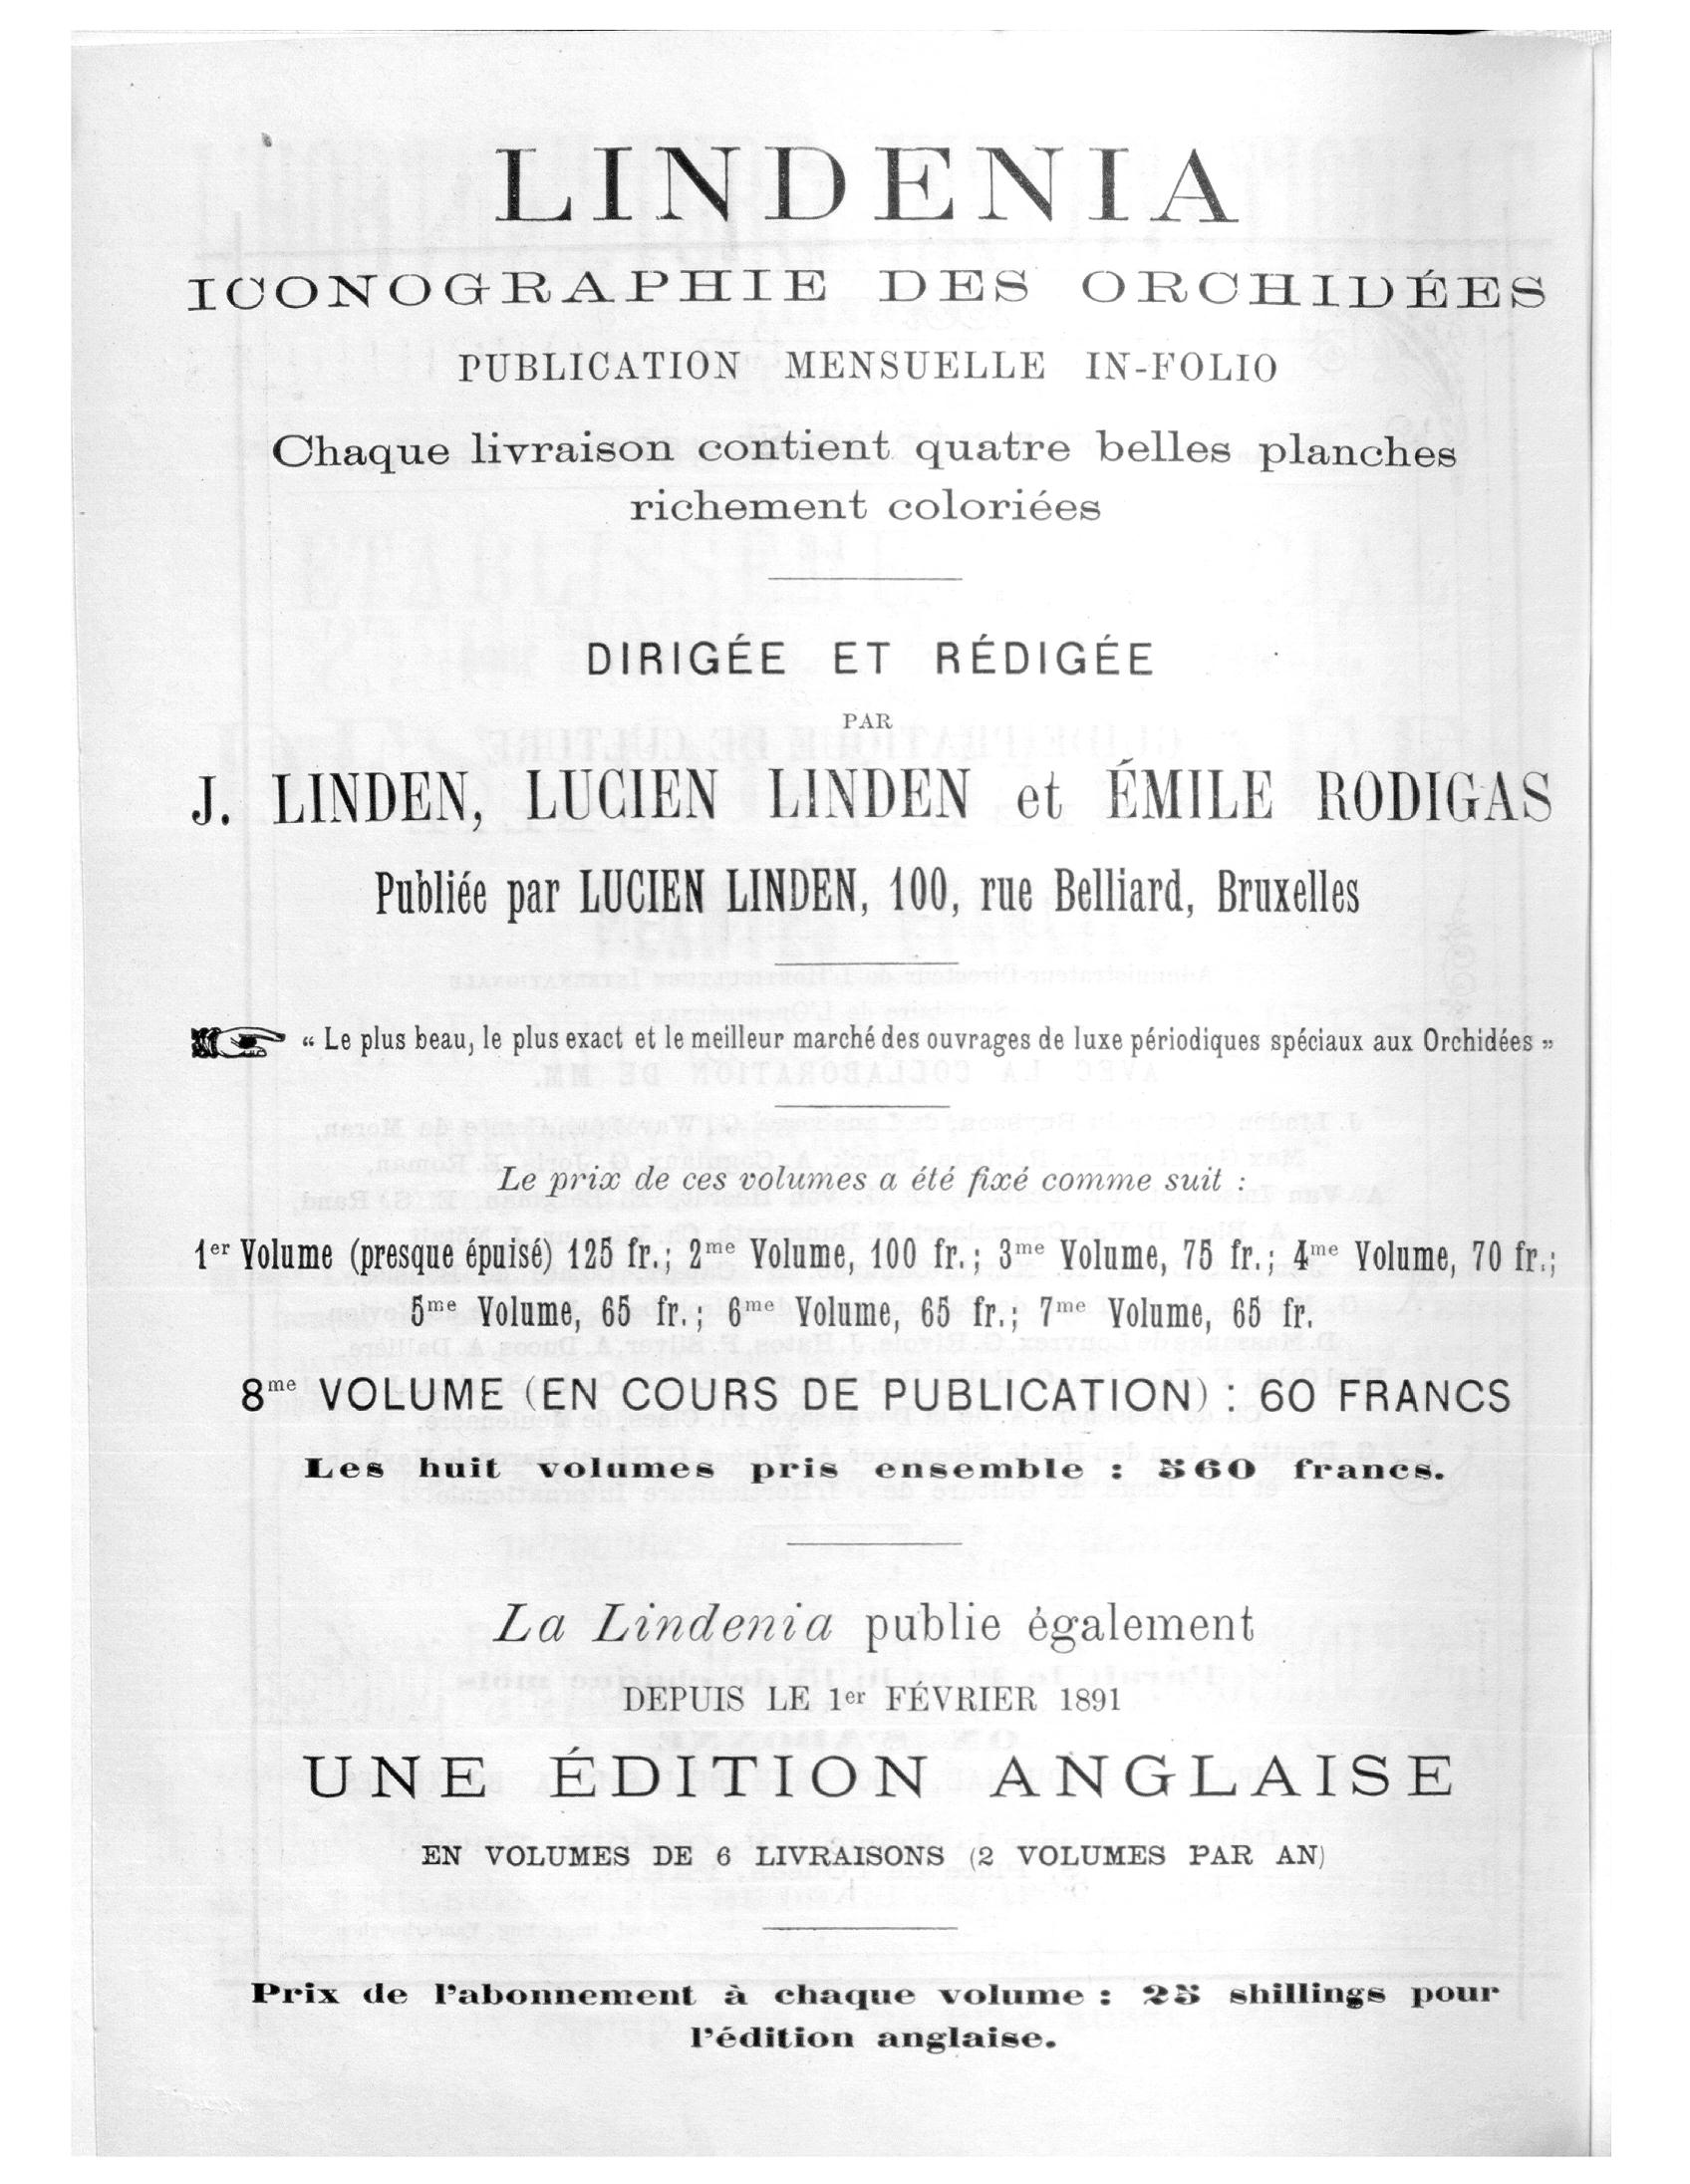 LINDENIA
ICONOGRAPHIE DES ORCHIDÉES
PUBLICATION MENSUELLE IN-FOLIO
Chaque livraison contient quatre belles planches
richement coloriées
DIRIGÉE ET RÉDIGÉE
PAR
J. LINDEN, LUCIEN LINDEN et ÉMILE RODIGAS
Publiée par LUCIEN LINDEN, 100, rue Belliard, Bruxelles
“ Le plus beau, le plus exact et le meilleur marché des ouvrages de luxe périodiques spéciaux aux Orchidées ”
Le prix de ces volumes a été fixé comme suit :
1er Volume (presque épuisé) 125 fr.; 2me Volume, 100 fr.; 3me Volume, 75 fr.; 4me Volume, 70 fr.;
5me Volume, 65 fr.; 6me Volume, 65 fr.; 7me Volume, 65 fr.
8me VOLUME (EN COURS DE PUBLICATION) : 60 FRANCS
Les huit volumes pris ensemble : 560 francs.
La Lindenia publie également
DEPUIS LE 1er FÉVRIER 1891
UNE ÉDITION ANGLAISE
EN VOLUMES DE 6 LIVRAISONS (2 VOLUMES PAR AN)
Prix de l'abonnement à chaque volume : 25 shillings pour
l'édition anglaise.